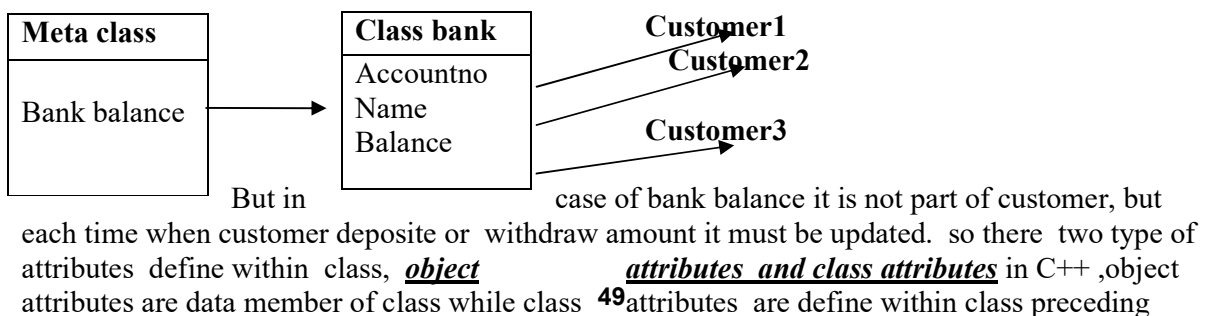 Meta class
Bank balance
Class bank
Accountno
Name
Balance
Customer1
Customer2
Customer3
But in case of bank balance it is not part of customer, but
each time when customer deposite or withdraw amount it must be updated. so there two type of
attributes define within class, object attributes and class attributes in C++ ,object
attributes are data member of class while class 49attributes are define within class preceding